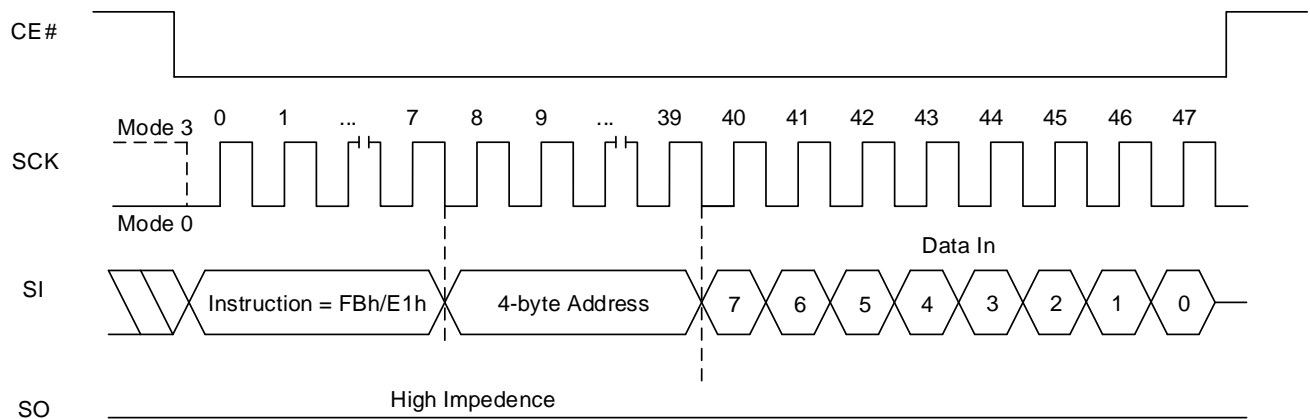 CE#
Mode 3 0 1 ... 7 8 9 ... 39 40 41 42 43 44 45 46 47
SCK
Mode 0
Data In
SI Instruction = FBh/E1h 4-byte Address 7 6 5 4 3 2 1 0
High Impedence
SO